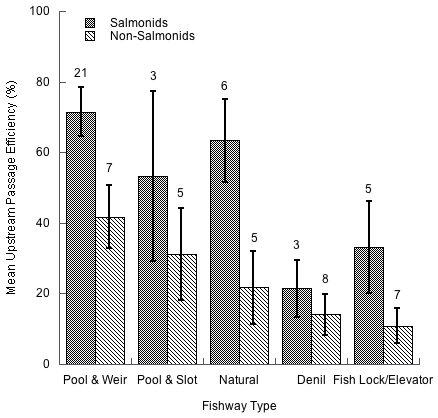 100
Salmonids
Non-Salmonids
80
60
40
20
0
Mean Upstream Passage Efficiency (%)
21
7
3
5
6
5
3
8
5
7
Pool & Weir
Pool & Slot
Natural
Denil
Fish Lock/Elevator
Fishway Type